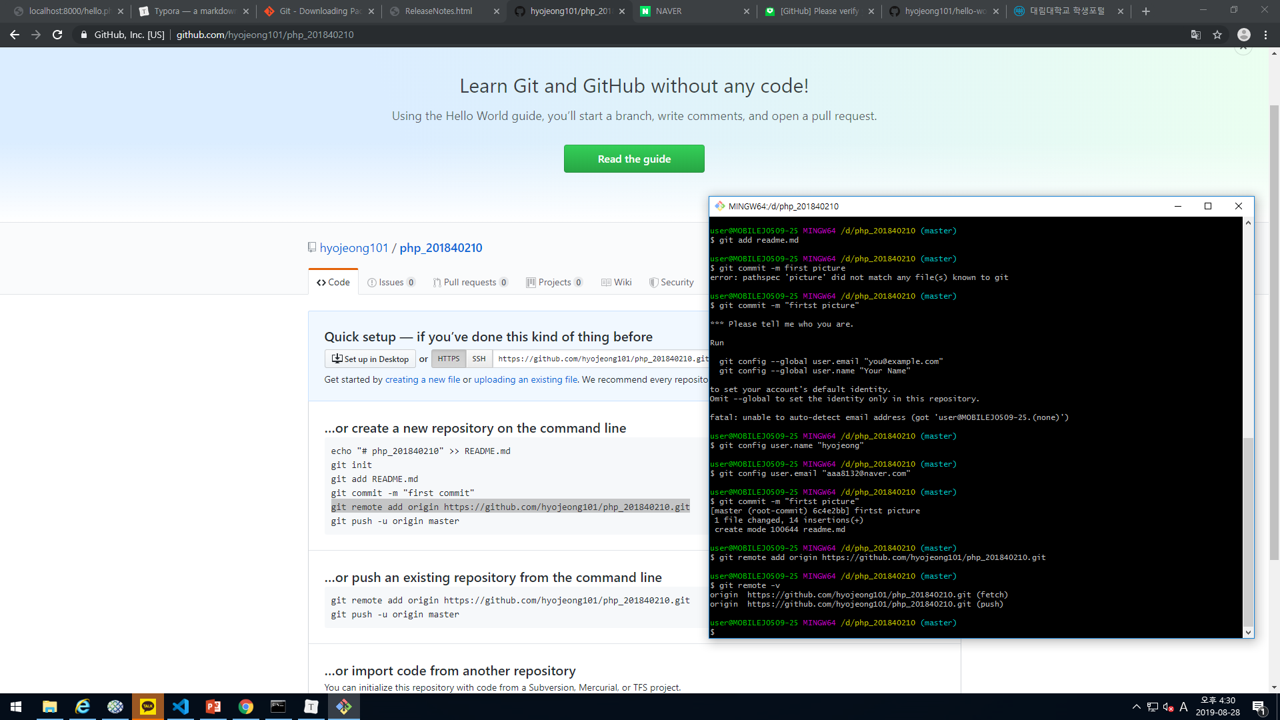 localhost:8080/hello.ph
Typora — a markdown
Git - Downloading Pac
ReleaseNotes.html
hyojeong101/php_2018
NAVER
[GitHub] Please verify
hyojeong101/hello-wo
대림대학교 학생포털
GitHub, Inc. [US] | github.com/hyojeong101/php_201840210
Learn Git and GitHub without any code!
Using the Hello World guide, you’ll start a branch, write comments, and open a pull request.
Read the guide
hyojeong101 / php_201840210
Code Issues 0 Pull requests 0 Projects 0 Wiki Security
Quick setup — if you’ve done this kind of thing before
Set up in Desktop or HTTPS SSH https://github.com/hyojeong101/php_201840210.git
Get started by creating a new file or uploading an existing file. We recommend every reposito
...or create a new repository on the command line
echo "# php_201840210" >> README.md
git init
git add README.md
git commit -m "first commit"
git remote add origin https://github.com/hyojeong101/php_201840210.git
git push -u origin master
...or push an existing repository from the command line
git remote add origin https://github.com/hyojeong101/php_201840210.git
git push -u origin master
...or import code from another repository
You can initialize this repository with code from a Subversion, Mercurial, or TFS project.
MINGW64:/d/php_201840210
user@MOBILEJO509-25 MINGW64 /d/php_201840210 (master)
$ git add readme.md
user@MOBILEJO509-25 MINGW64 /d/php_201840210 (master)
$ git commit -m first picture
error: pathspec 'picture' did not match any file(s) known to git
user@MOBILEJO509-25 MINGW64 /d/php_201840210 (master)
$ git commit -m "firtst picture"
*** Please tell me who you are.
Run
git config --global user.email "you@example.com"
git config --global user.name "Your Name"
to set your account's default identity.
Omit --global to set the identity only in this repository.
fatal: unable to auto-detect email address (got 'user@MOBILEJO509-25.(none)')
user@MOBILEJO509-25 MINGW64 /d/php_201840210 (master)
$ git config user.name "hyojeong"
user@MOBILEJO509-25 MINGW64 /d/php_201840210 (master)
$ git config user.email "aaa8132@naver.com"
user@MOBILEJO509-25 MINGW64 /d/php_201840210 (master)
$ git commit -m "firtst picture"
[master (root-commit) 6c4e2bb] firtst picture
1 file changed, 14 insertions(+)
create mode 100644 readme.md
user@MOBILEJO509-25 MINGW64 /d/php_201840210 (master)
$ git remote add origin https://github.com/hyojeong101/php_201840210.git
user@MOBILEJO509-25 MINGW64 /d/php_201840210 (master)
$ git remote -v
origin https://github.com/hyojeong101/php_201840210.git (fetch)
origin https://github.com/hyojeong101/php_201840210.git (push)
user@MOBILEJO509-25 MINGW64 /d/php_201840210 (master)
$
TALK
A
오후 4:30
2019-08-28
1